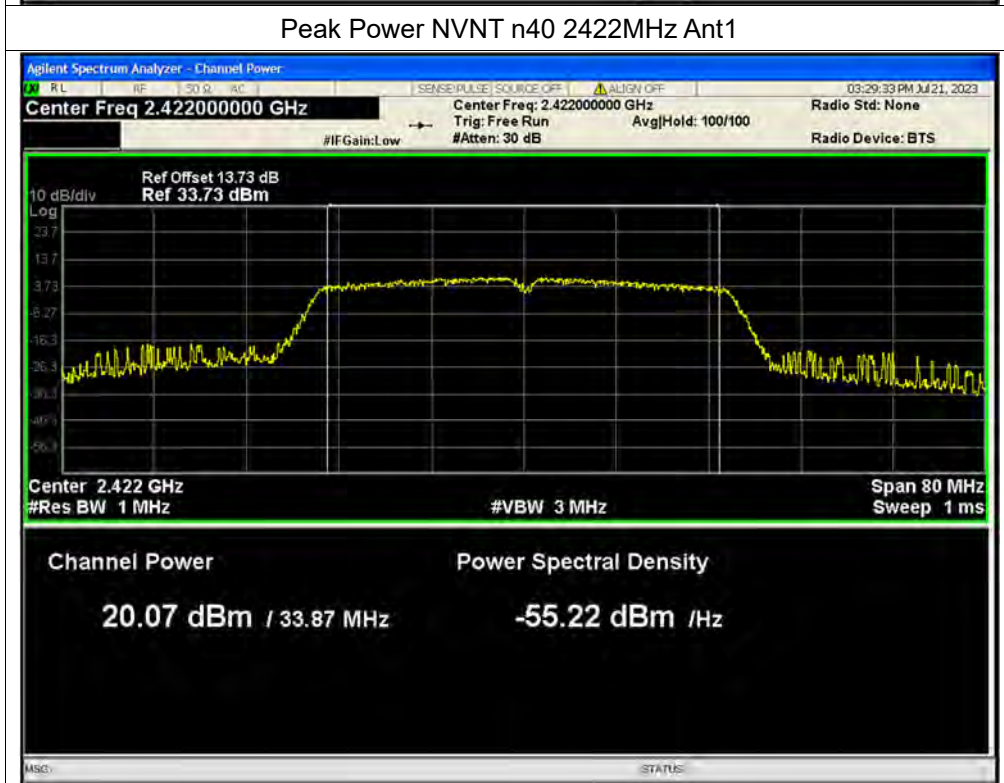 Peak Power NVNT n40 2422MHz Ant1
Agilent Spectrum Analyzer - Channel Power
RL RF 50 Ω AC SENSE:PULSE SOURCE OFF ALIGN OFF 03:29:33 PM Jul 21, 2023
Center Freq 2.422000000 GHz Center Freq: 2.422000000 GHz Radio Std: None
Trig: Free Run Avg|Hold: 100/100
#IFGain:Low #Atten: 30 dB Radio Device: BTS
Ref Offset 13.73 dB
10 dB/div Ref 33.73 dBm
Log
23.7
13.7
3.73
-6.27
-16.3
-26.3
-36.3
-46.3
-56.3
Center 2.422 GHz Span 80 MHz
#Res BW 1 MHz #VBW 3 MHz Sweep 1 ms
Channel Power Power Spectral Density
20.07 dBm / 33.87 MHz -55.22 dBm /Hz
MSG STATUS